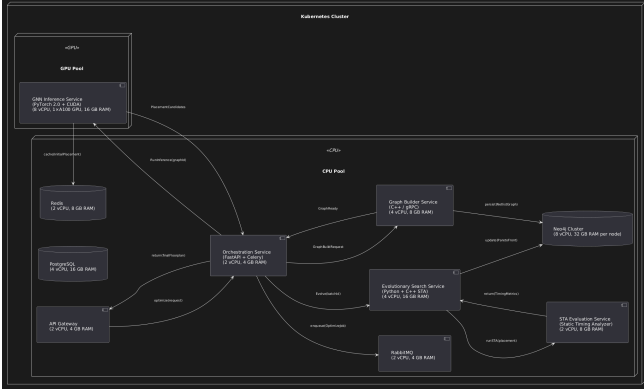 Kubernetes Cluster
«GPU»
GPU Pool
GNN Inference Service
(PyTorch 2.0 + CUDA)
(8 vCPU, 1×A100 GPU, 16 GB RAM)
PlacementCandidates
«CPU»
CPU Pool
Redis
(2 vCPU, 8 GB RAM)
PostgreSQL
(4 vCPU, 16 GB RAM)
API Gateway
(2 vCPU, 4 GB RAM)
Orchestration Service
(FastAPI + Celery)
(2 vCPU, 4 GB RAM)
GraphReady
GraphBuildRequest
Graph Builder Service
(C++ / gRPC)
(4 vCPU, 8 GB RAM)
Neo4j Cluster
(8 vCPU, 32 GB RAM per node)
Evolutionary Search Service
(Python + C++ STA)
(4 vCPU, 16 GB RAM)
returnTimingMetrics
STA Evaluation Service
(Static Timing Analyzer)
(2 vCPU, 8 GB RAM)
runSTA(placement)
RabbitMQ
(2 vCPU, 4 GB RAM)